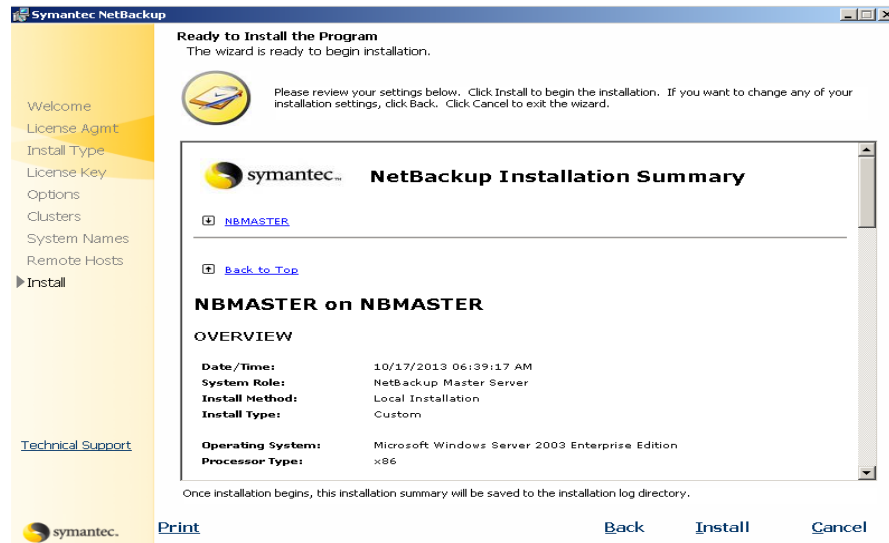 Symantec NetBackup
Ready to Install the Program
The wizard is ready to begin installation.
Please review your settings below. Click Install to begin the installation. If you want to change any of your
installation settings, click Back. Click Cancel to exit the wizard.
Welcome
License Agmt
Install Type
License Key
Options
Clusters
System Names
Remote Hosts
Install
Technical Support
symantec.
symantec™ NetBackup Installation Summary
NBMASTER
Back to Top
NBMASTER on NBMASTER
OVERVIEW
Date/Time: 10/17/2013 06:39:17 AM
System Role: NetBackup Master Server
Install Method: Local Installation
Install Type: Custom
Operating System: Microsoft Windows Server 2003 Enterprise Edition
Processor Type: x86
Once installation begins, this installation summary will be saved to the installation log directory.
Print Back Install Cancel